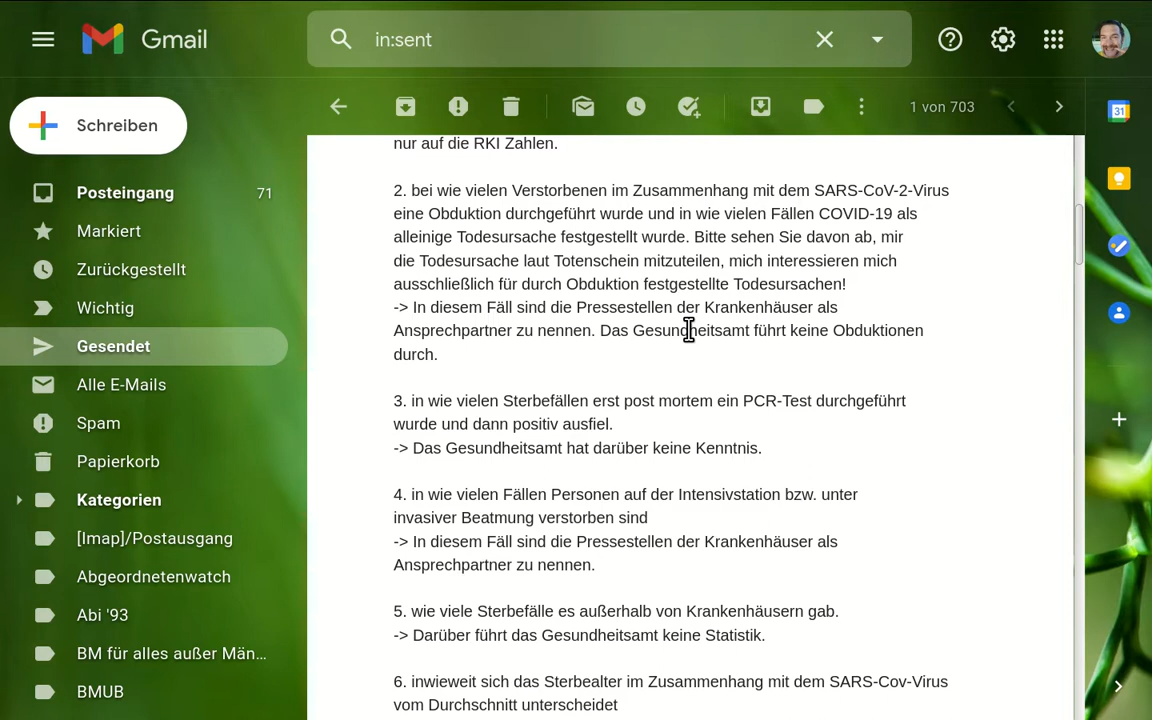 Gmail
in:sent
Schreiben
1 von 703
31
Posteingang 71
Markiert
Zurückgestellt
Wichtig
Gesendet
Alle E-Mails
Spam
Papierkorb
Kategorien
[Imap]/Postausgang
Abgeordnetenwatch
Abi '93
BM für alles außer Män...
BMUB
nur auf die RKI Zahlen.
2. bei wie vielen Verstorbenen im Zusammenhang mit dem SARS-CoV-2-Virus
eine Obduktion durchgeführt wurde und in wie vielen Fällen COVID-19 als
alleinige Todesursache festgestellt wurde. Bitte sehen Sie davon ab, mir
die Todesursache laut Totenschein mitzuteilen, mich interessieren mich
ausschließlich für durch Obduktion festgestellte Todesursachen!
-> In diesem Fäll sind die Pressestellen der Krankenhäuser als
Ansprechpartner zu nennen. Das Gesundheitsamt führt keine Obduktionen
durch.
3. in wie vielen Sterbefällen erst post mortem ein PCR-Test durchgeführt
wurde und dann positiv ausfiel.
-> Das Gesundheitsamt hat darüber keine Kenntnis.
4. in wie vielen Fällen Personen auf der Intensivstation bzw. unter
invasiver Beatmung verstorben sind
-> In diesem Fäll sind die Pressestellen der Krankenhäuser als
Ansprechpartner zu nennen.
5. wie viele Sterbefälle es außerhalb von Krankenhäusern gab.
-> Darüber führt das Gesundheitsamt keine Statistik.
6. inwieweit sich das Sterbealter im Zusammenhang mit dem SARS-Cov-Virus
vom Durchschnitt unterscheidet